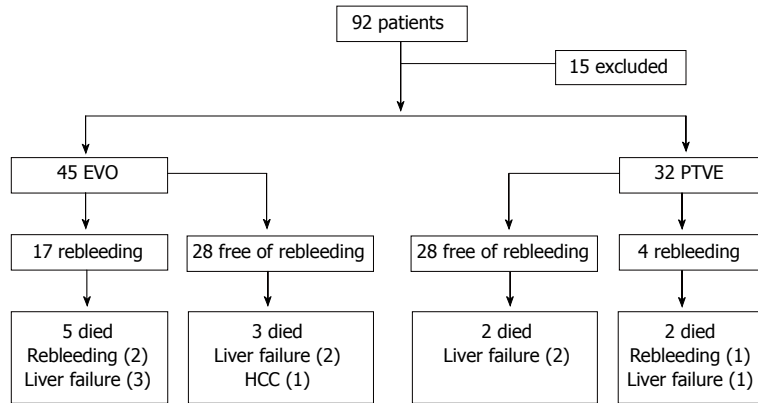 92 patients
15 excluded
45 EVO
32 PTVE
17 rebleeding
28 free of rebleeding
28 free of rebleeding
4 rebleeding
5 died
Rebleeding (2)
Liver failure (3)
3 died
Liver failure (2)
HCC (1)
2 died
Liver failure (2)
2 died
Rebleeding (1)
Liver failure (1)